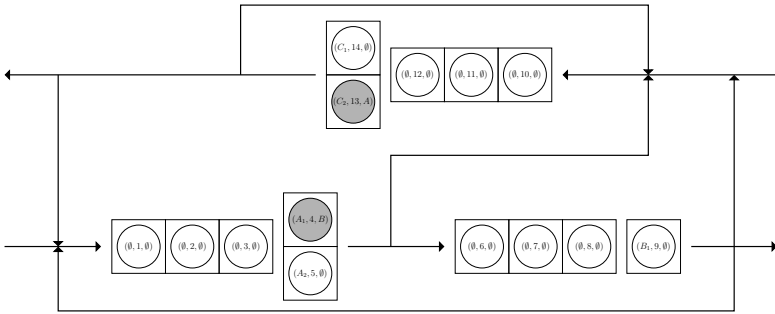 (C₁, 14, ∅)
(∅, 12, ∅) (∅, 11, ∅) (∅, 10, ∅)
(C₂, 13, A)
(A₁, 4, B)
(∅, 1, ∅) (∅, 2, ∅) (∅, 3, ∅) (∅, 6, ∅) (∅, 7, ∅) (∅, 8, ∅) (B₁, 9, ∅)
(A₂, 5, ∅)